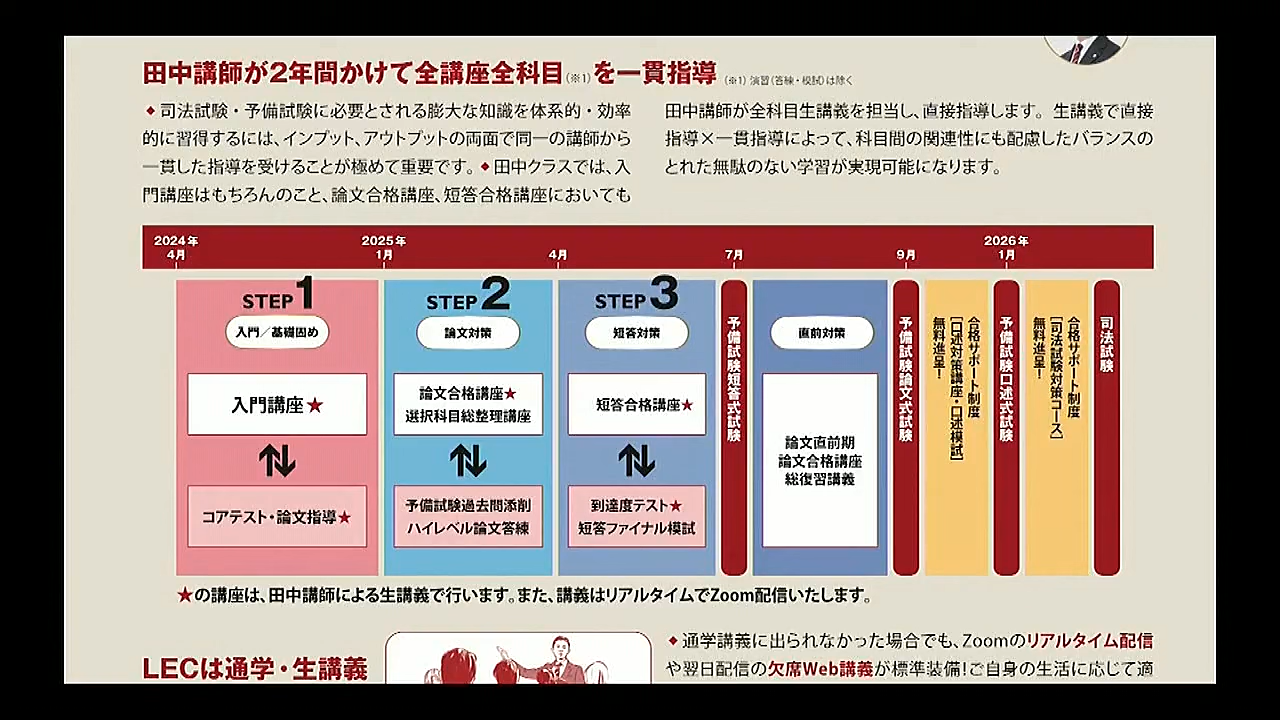 田中講師が2年間かけて全講座全科目(※1)を一貫指導 (※1) 演習(答練・模試)は除く
◆司法試験・予備試験に必要とされる膨大な知識を体系的・効率
的に習得するには、インプット、アウトプットの両面で同一の講師から
一貫した指導を受けることが極めて重要です。◆田中クラスでは、入
門講座はもちろんのこと、論文合格講座、短答合格講座においても
田中講師が全科目生講義を担当し、直接指導します。 生講義で直接
指導×一貫指導によって、科目間の関連性にも配慮したバランスの
とれた無駄のない学習が実現可能になります。
2024年
4月
2025年
1月
4月
7月
9月
2026年
1月
STEP1
入門/基礎固め
入門講座★
コアテスト・論文指導★
STEP2
論文対策
論文合格講座★
選択科目総整理講座
予備試験過去問添削
ハイレベル論文答練
STEP3
短答対策
短答合格講座★
到達度テスト★
短答ファイナル模試
予備試験短答式試験
直前対策
論文直前期
論文合格講座
総復習講義
予備試験論文式試験
合格サポート制度
[口述対策講座・口述模試]
無料進呈!
予備試験口述式試験
合格サポート制度
[司法試験対策コース]
無料進呈!
司法試験
★の講座は、田中講師による生講義で行います。また、講義はリアルタイムでZoom配信いたします。
LECは通学・生講義
◆通学講義に出られなかった場合でも、Zoomのリアルタイム配信
や翌日配信の欠席Web講義が標準装備!ご自身の生活に応じて適